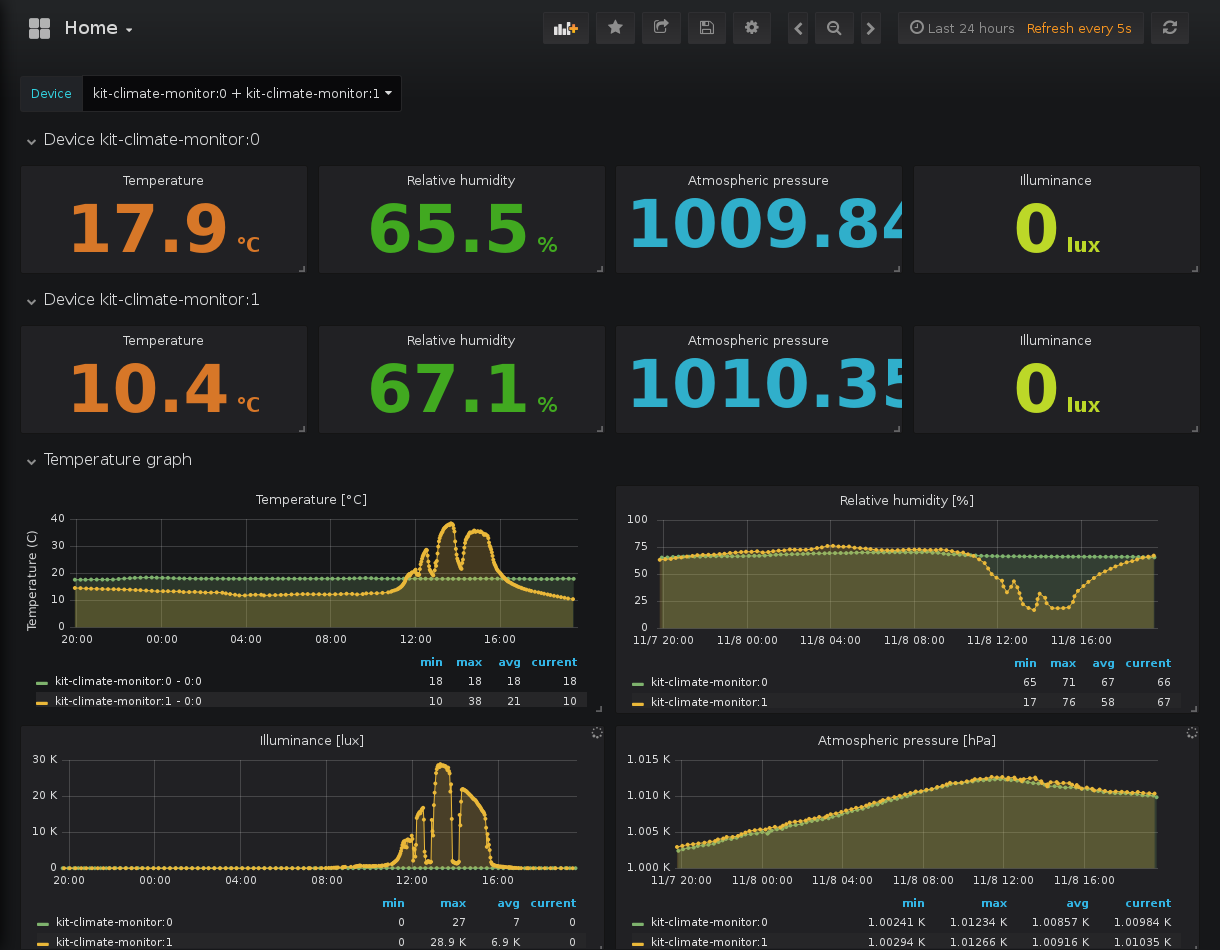 Home
Last 24 hours Refresh every 5s
Device kit-climate-monitor:0 + kit-climate-monitor:1
Device kit-climate-monitor:0
Temperature Relative humidity Atmospheric pressure Illuminance
17.9 °C 65.5 % 1009.84 0 lux
Device kit-climate-monitor:1
Temperature Relative humidity Atmospheric pressure Illuminance
10.4 °C 67.1 % 1010.35 0 lux
Temperature graph
Temperature [°C]
Temperature (C)
40
30
20
10
0
20:00 00:00 04:00 08:00 12:00 16:00
min max avg current
kit-climate-monitor:0 - 0:0 18 18 18 18
kit-climate-monitor:1 - 0:0 10 38 21 10
Relative humidity [%]
100
75
50
25
0
11/7 20:00 11/8 00:00 11/8 04:00 11/8 08:00 11/8 12:00 11/8 16:00
min max avg current
kit-climate-monitor:0 65 71 67 66
kit-climate-monitor:1 17 76 58 67
Illuminance [lux]
30 K
20 K
10 K
0
20:00 00:00 04:00 08:00 12:00 16:00
min max avg current
kit-climate-monitor:0 0 27 7 0
kit-climate-monitor:1 0 28.9 K 6.9 K 0
Atmospheric pressure [hPa]
1.015 K
1.010 K
1.005 K
1.000 K
11/7 20:00 11/8 00:00 11/8 04:00 11/8 08:00 11/8 12:00 11/8 16:00
min max avg current
kit-climate-monitor:0 1.00241 K 1.01234 K 1.00857 K 1.00984 K
kit-climate-monitor:1 1.00294 K 1.01266 K 1.00916 K 1.01035 K